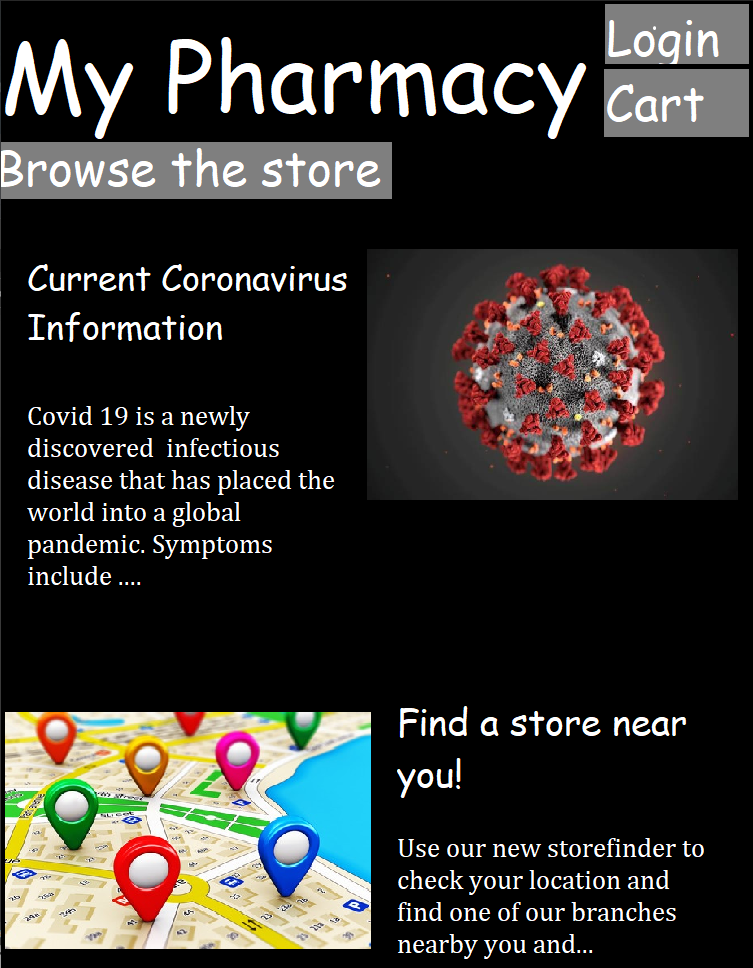 My Pharmacy
Login
Cart
Browse the store
Current Coronavirus
Information
Covid 19 is a newly
discovered  infectious
disease that has placed the
world into a global
pandemic. Symptoms
include ....
Find a store near
you!
Use our new storefinder to
check your location and
find one of our branches
nearby you and...